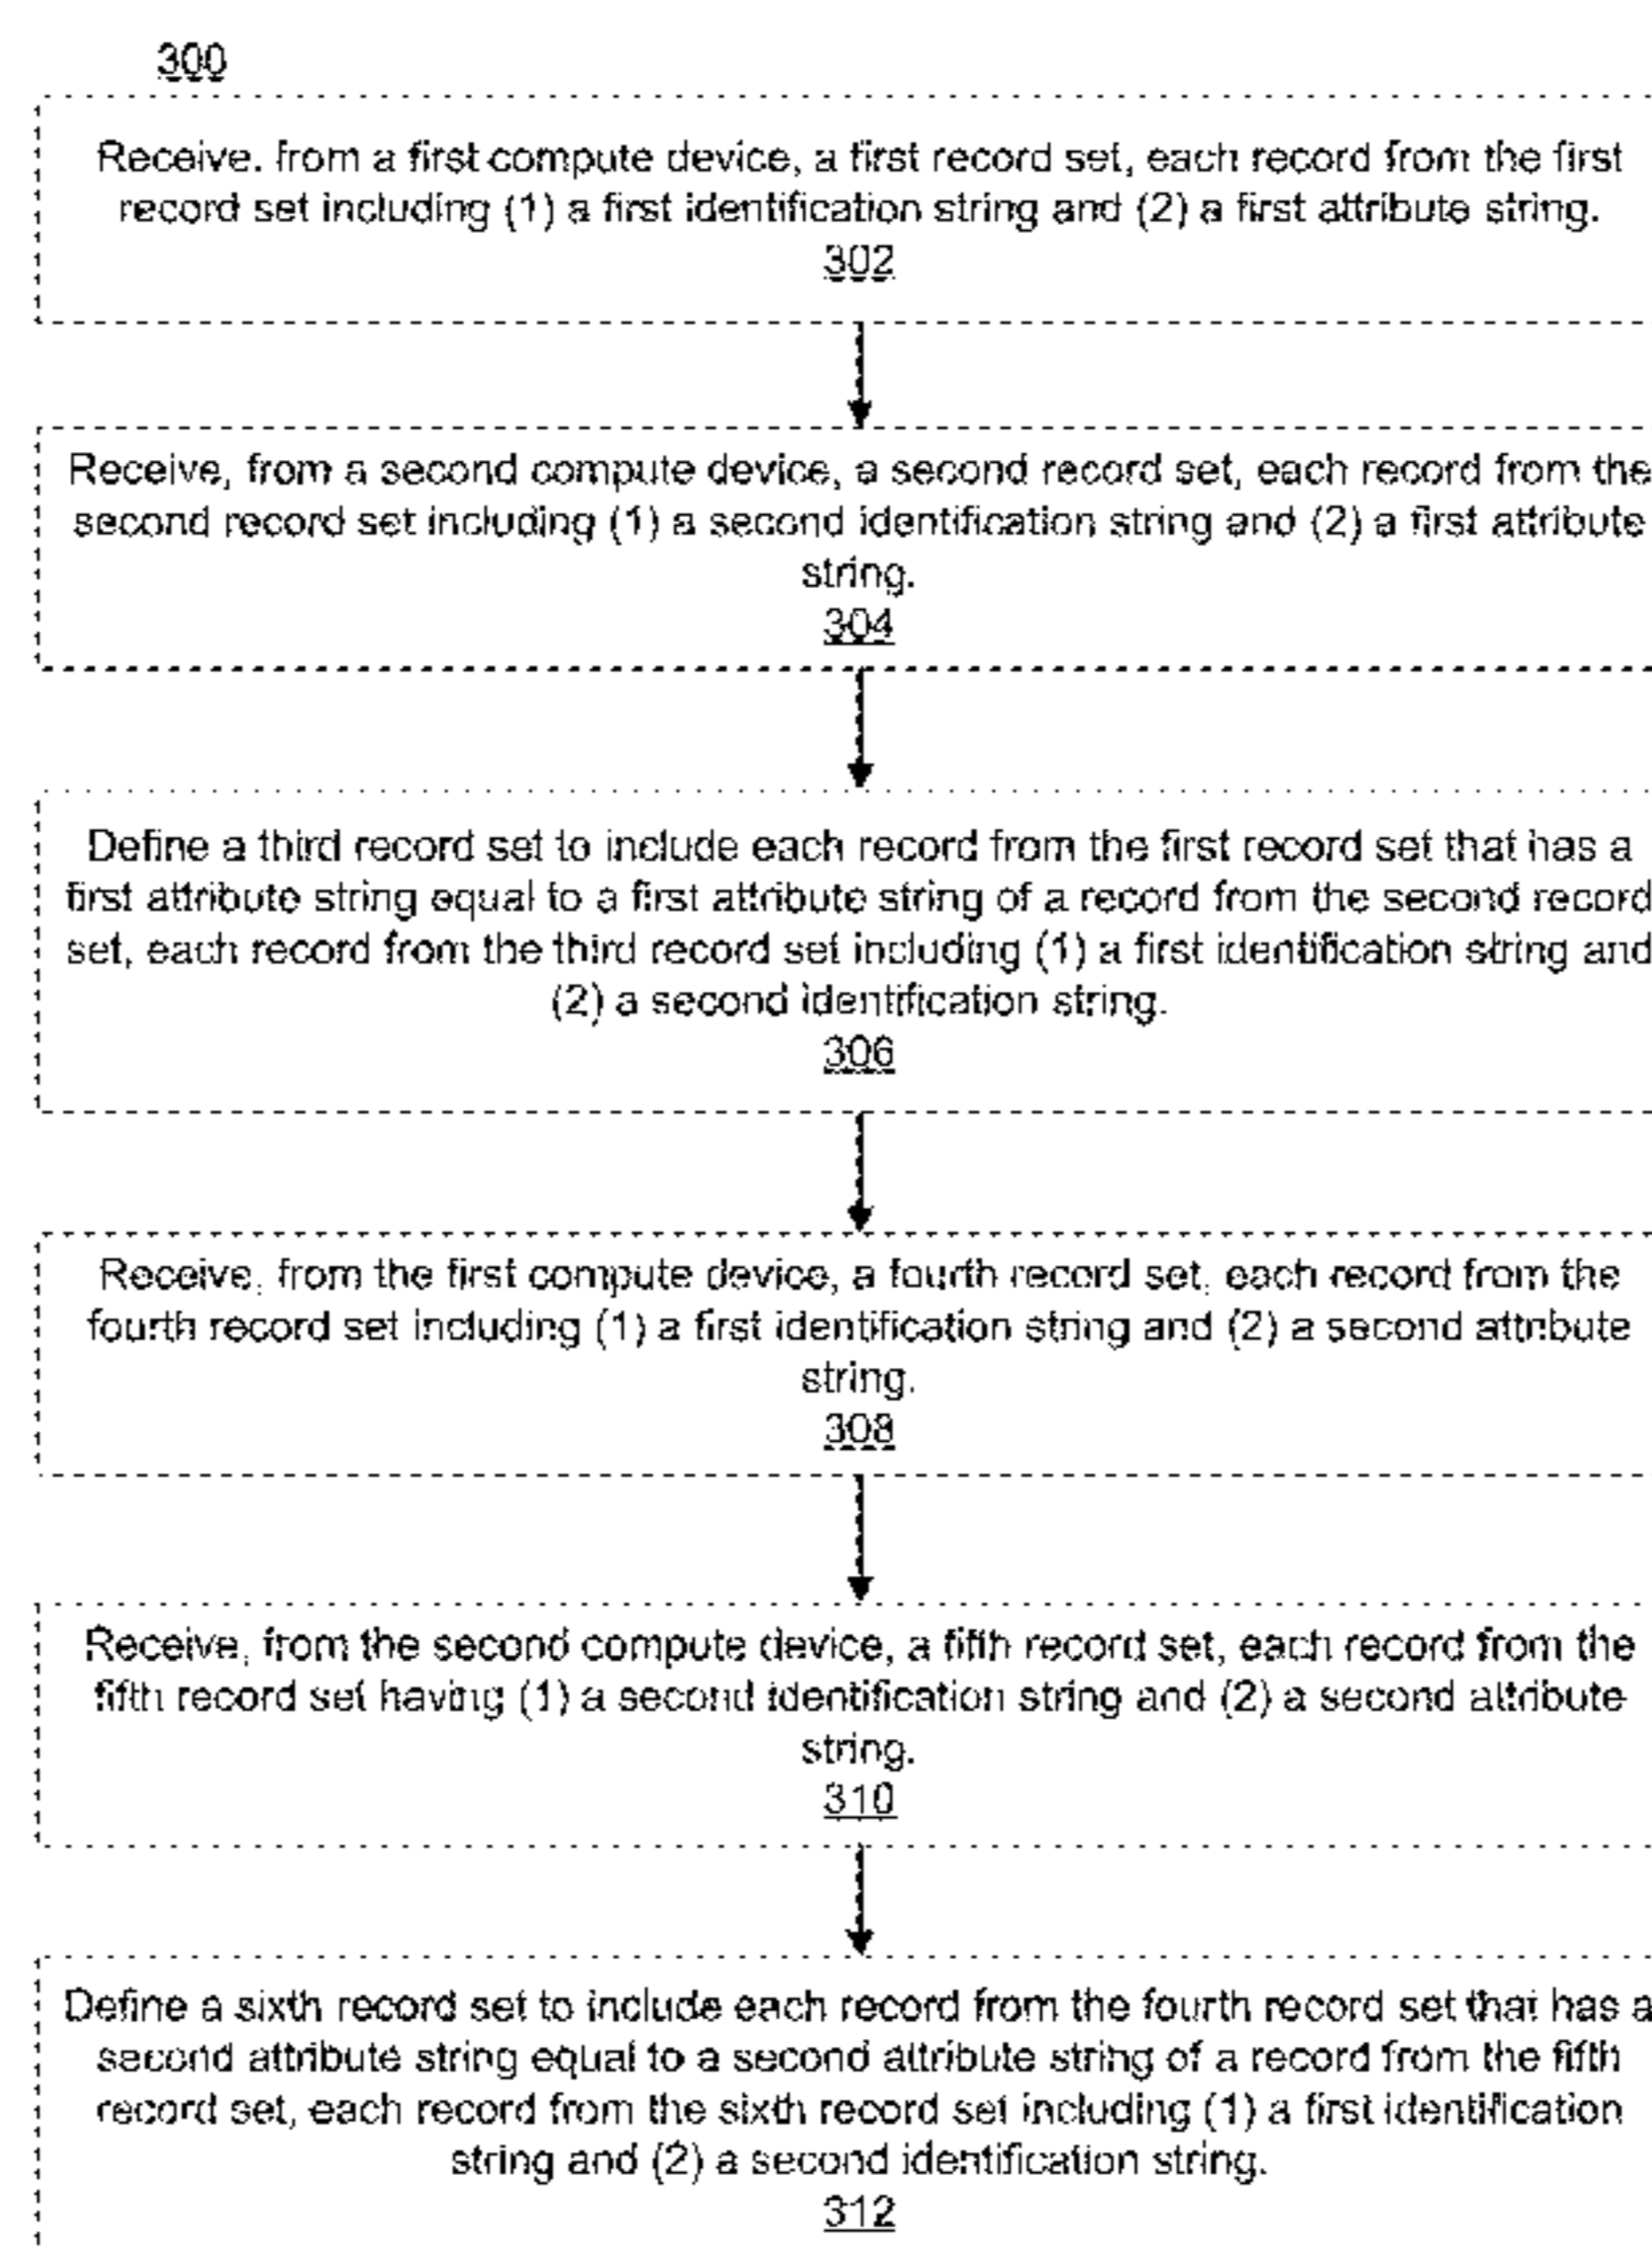 300
Receive. from a first compute device, a first record set, each record from the first
record set including (1) a first identification string and (2) a first attribute string.
302
Receive, from a second compute device, a second record set, each record from the
second record set including (1) a second identification string and (2) a first attribute
string.
304
Define a third record set to include each record from the first record set that has a
first attribute string equal to a first attribute string of a record from the second record
set, each record from the third record set including (1) a first identification string and
(2) a second identification string.
306
Receive, from the first compute device, a fourth record set, each record from the
fourth record set including (1) a first identification string and (2) a second attribute
string.
308
Receive, from the second compute device, a fifth record set, each record from the
fifth record set having (1) a second identification string and (2) a second attribute
string.
310
Define a sixth record set to include each record from the fourth record set that has a
second attribute string equal to a second attribute string of a record from the fifth
record set, each record from the sixth record set including (1) a first identification
string and (2) a second identification string.
312